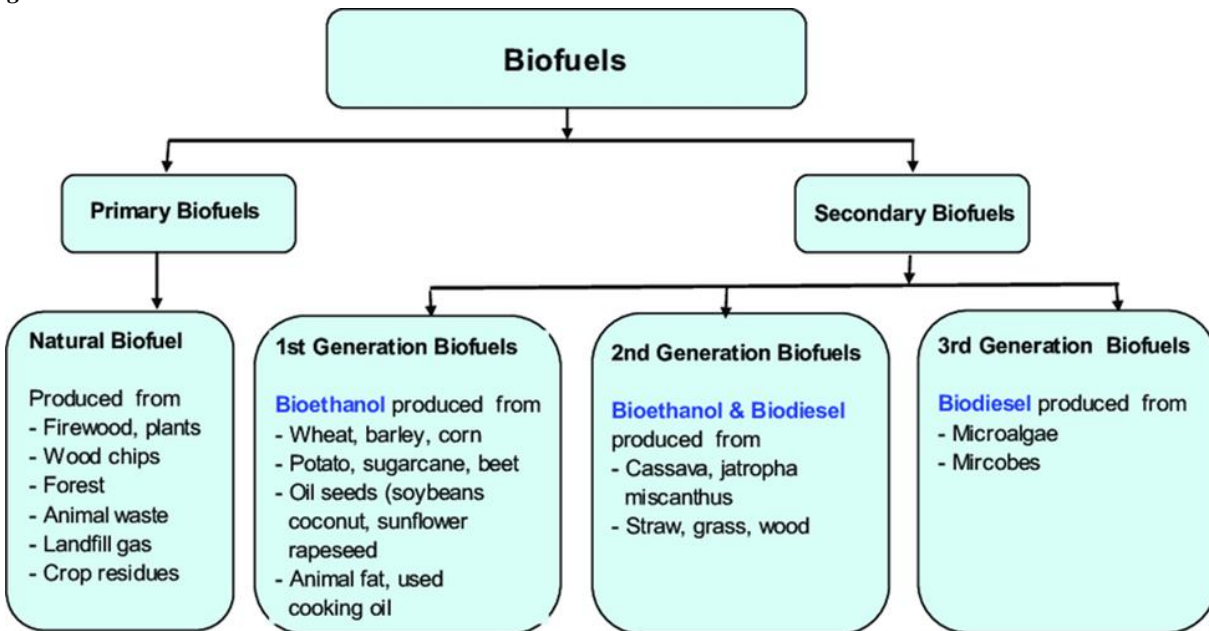 Biofuels
Primary Biofuels
Secondary Biofuels
Natural Biofuel
Produced from
- Firewood, plants
- Wood chips
- Forest
- Animal waste
- Landfill gas
- Crop residues
1st Generation Biofuels
Bioethanol produced from
- Wheat, barley, corn
- Potato, sugarcane, beet
- Oil seeds (soybeans
coconut, sunflower
rapeseed
- Animal fat, used
cooking oil
2nd Generation Biofuels
Bioethanol & Biodiesel
produced from
- Cassava, jatropha
miscanthus
- Straw, grass, wood
3rd Generation Biofuels
Biodiesel produced from
- Microalgae
- Mircobes